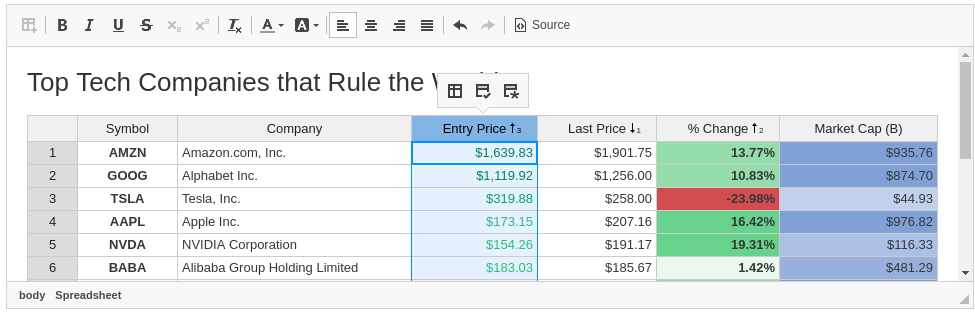 B I U S x₂ x² Tx A A Source
Top Tech Companies that Rule the
Symbol Company Entry Price ↑3 Last Price ↓1 % Change ↑2 Market Cap (B)
1 AMZN Amazon.com, Inc. $1,639.83 $1,901.75 13.77% $935.76
2 GOOG Alphabet Inc. $1,119.92 $1,256.00 10.83% $874.70
3 TSLA Tesla, Inc. $319.88 $258.00 -23.98% $44.93
4 AAPL Apple Inc. $173.15 $207.16 16.42% $976.82
5 NVDA NVIDIA Corporation $154.26 $191.17 19.31% $116.33
6 BABA Alibaba Group Holding Limited $183.03 $185.67 1.42% $481.29
body Spreadsheet